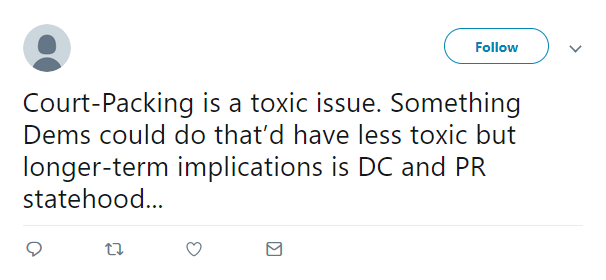 Follow
Court-Packing is a toxic issue. Something
Dems could do that'd have less toxic but
longer-term implications is DC and PR
statehood...